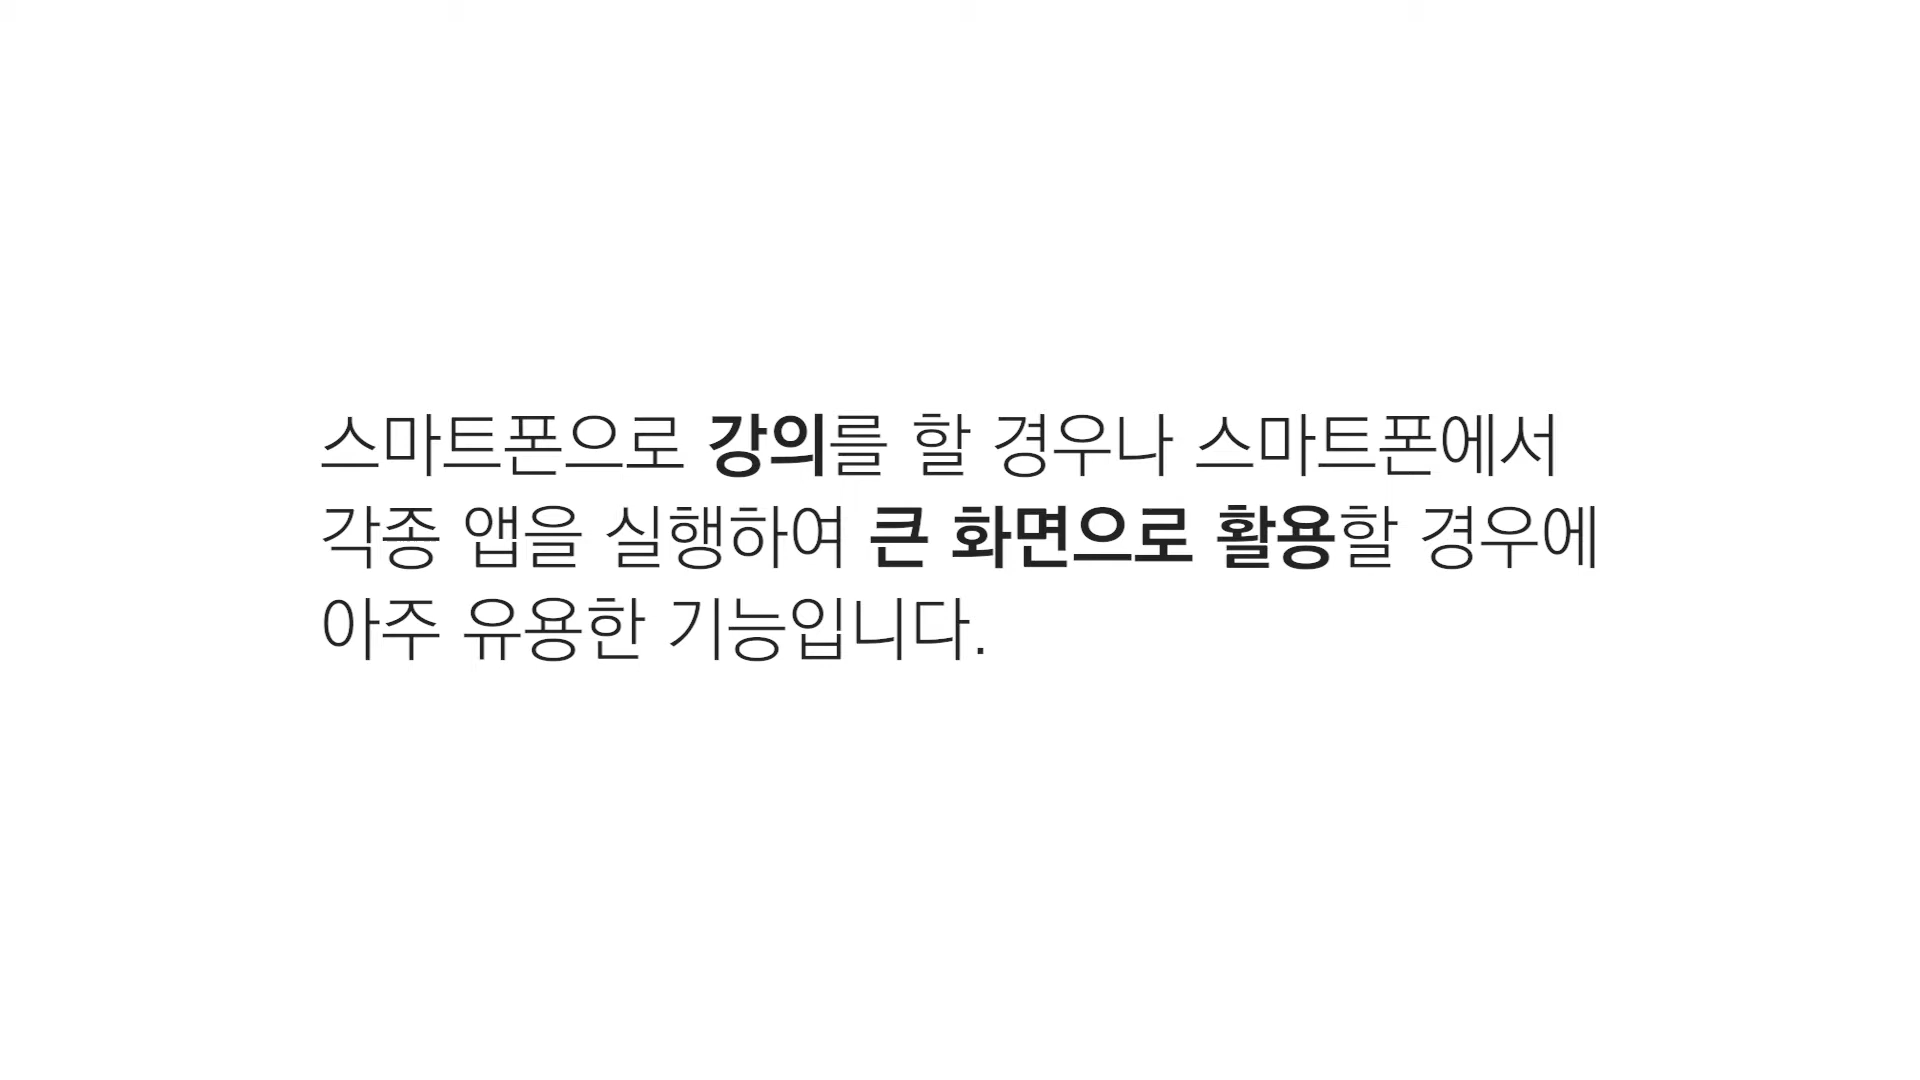 스마트폰으로 강의를 할 경우나 스마트폰에서
각종 앱을 실행하여 큰 화면으로 활용할 경우에
아주 유용한 기능입니다.